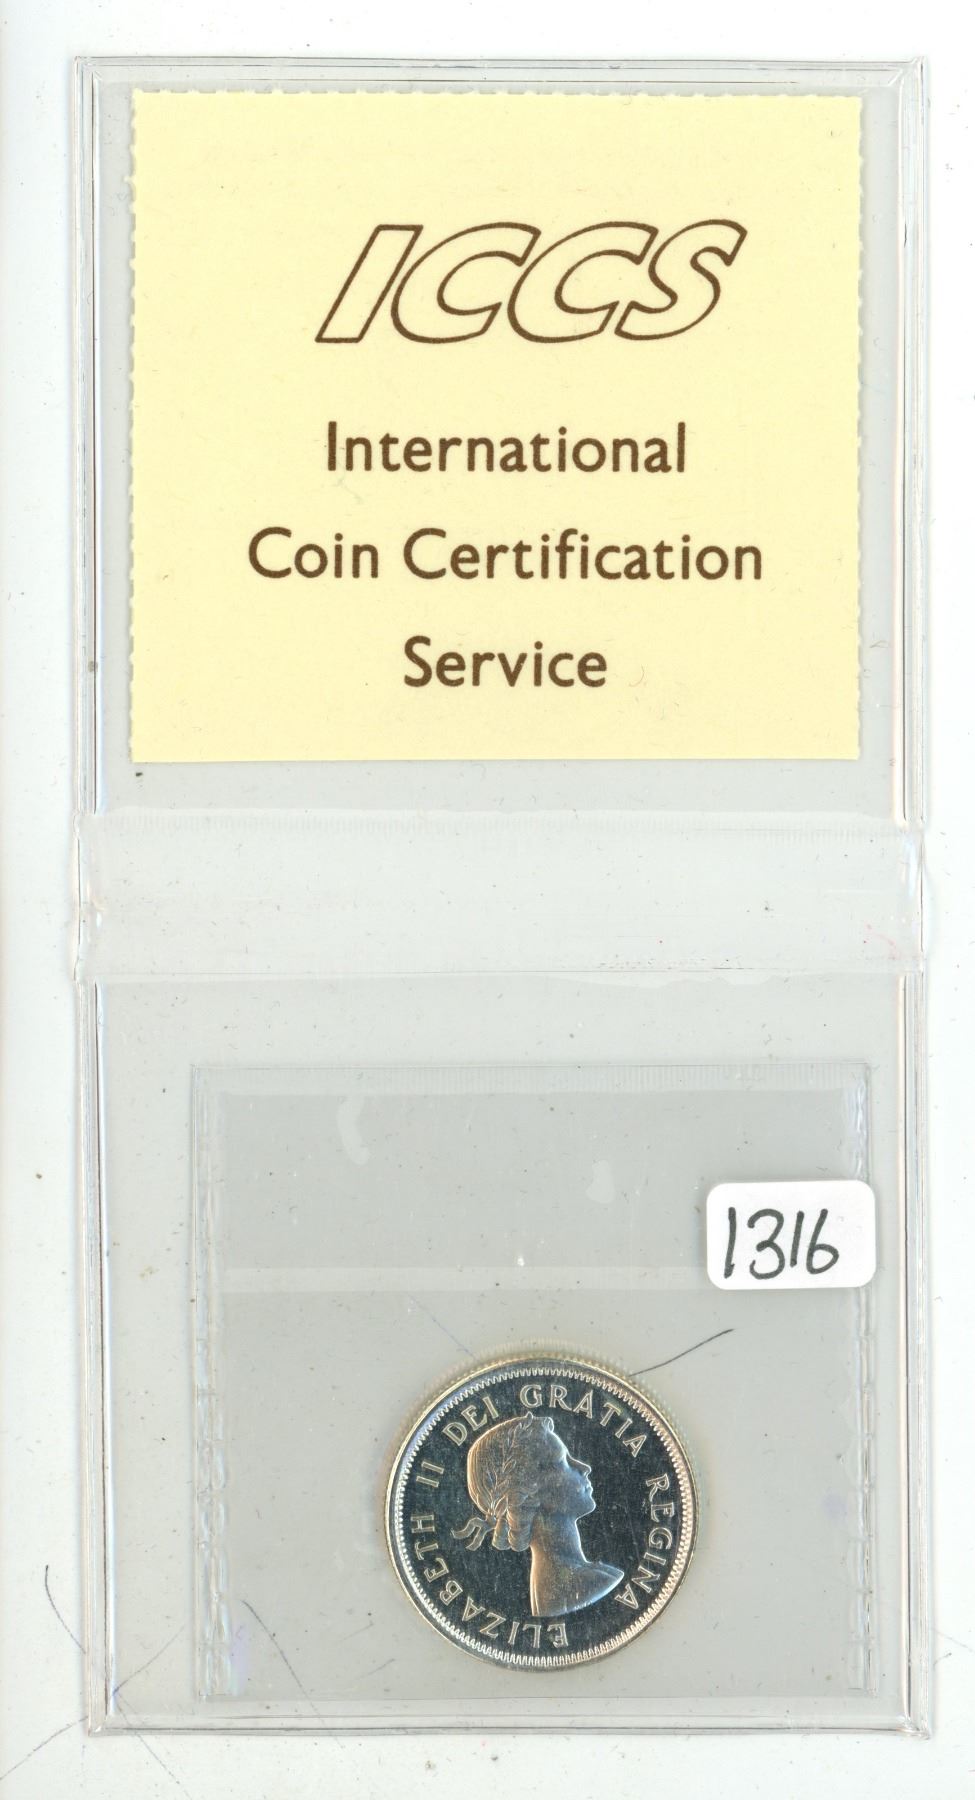 ICCS
International
Coin Certification
Service
1316
ELIZABETH II DEI GRATIA REGINA